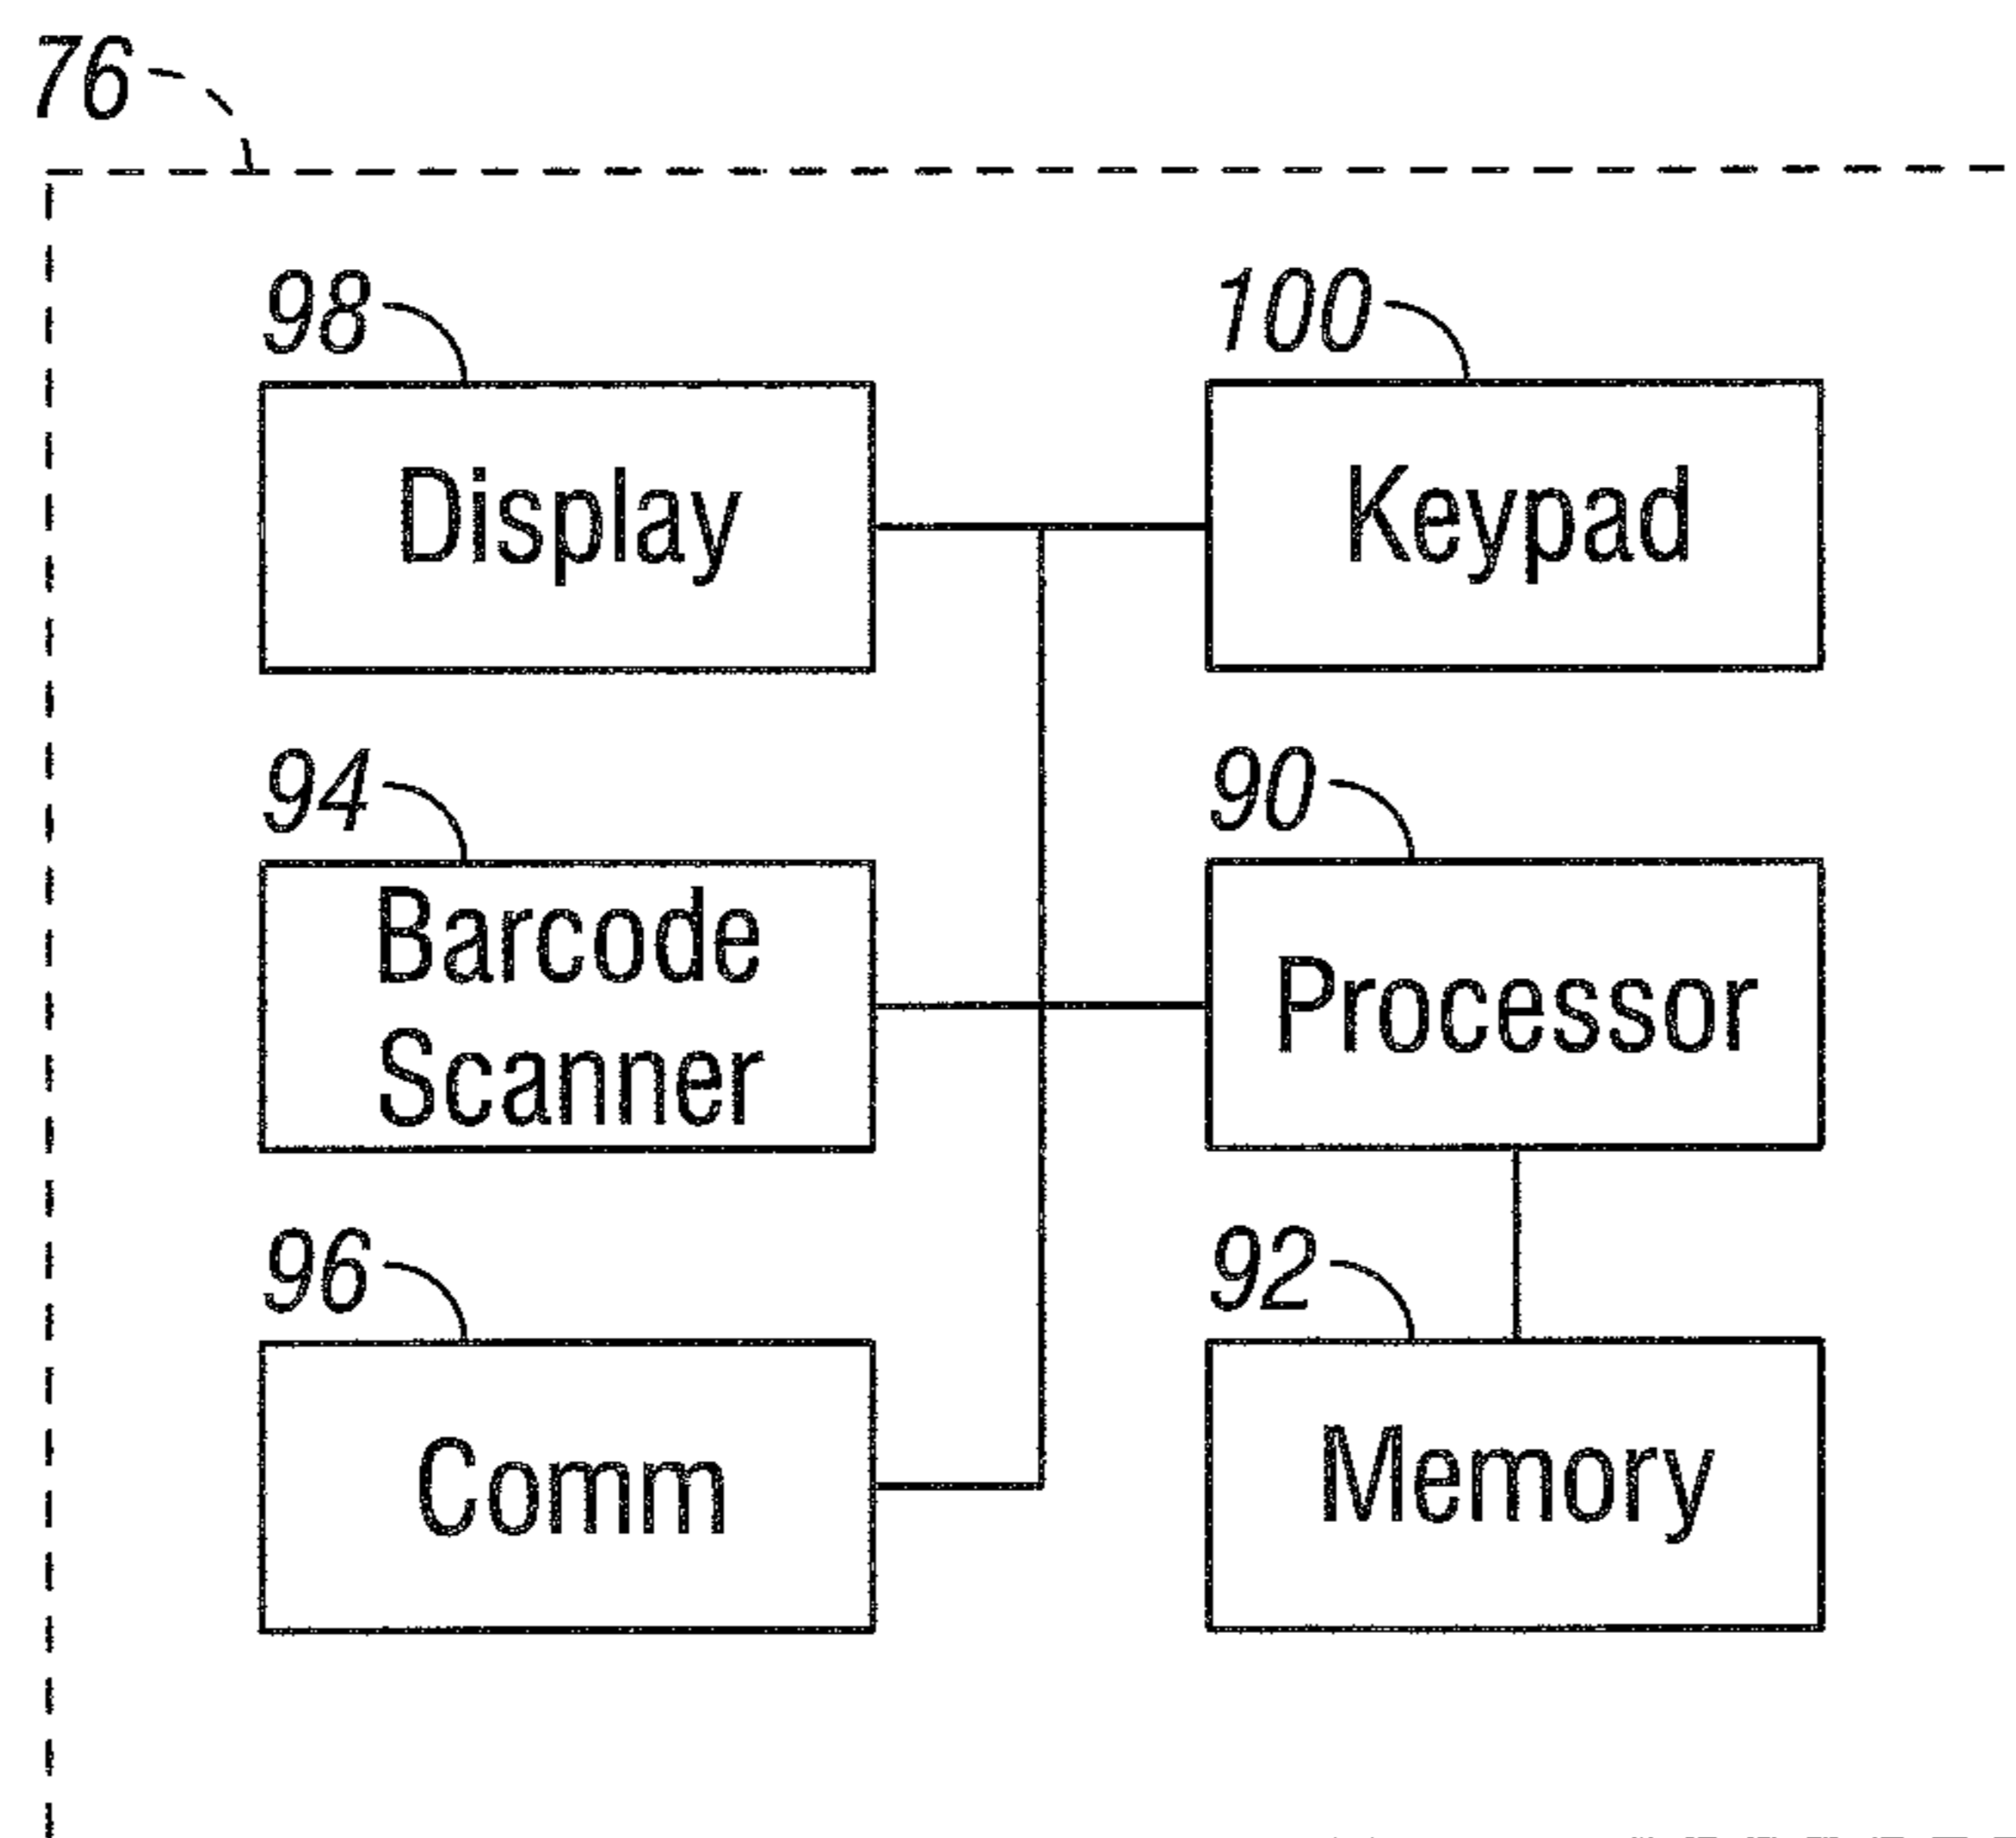 76
98
100
Display
Keypad
94
90
Barcode
Scanner
Processor
96
92
Comm
Memory